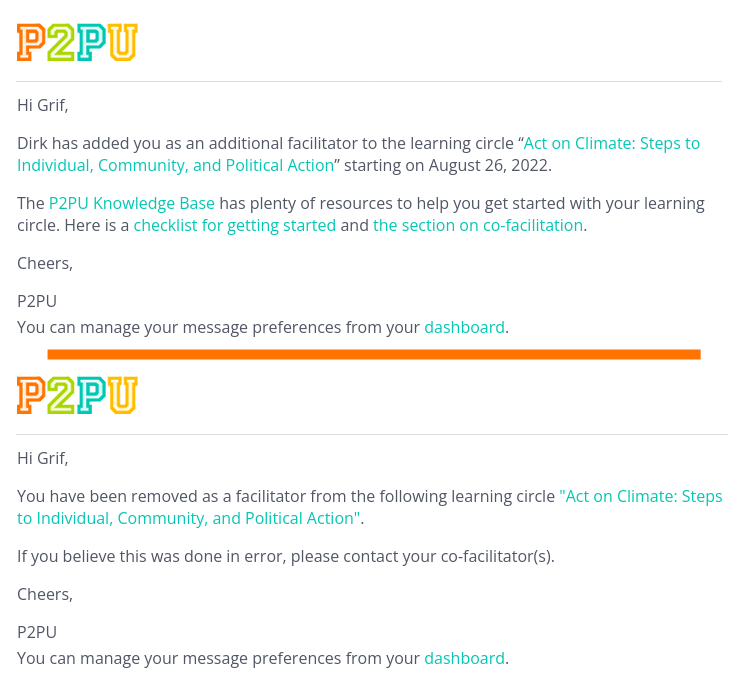 P2PU
Hi Grif,
Dirk has added you as an additional facilitator to the learning circle “Act on Climate: Steps to
Individual, Community, and Political Action” starting on August 26, 2022.
The P2PU Knowledge Base has plenty of resources to help you get started with your learning
circle. Here is a checklist for getting started and the section on co-facilitation.
Cheers,
P2PU
You can manage your message preferences from your dashboard.
P2PU
Hi Grif,
You have been removed as a facilitator from the following learning circle "Act on Climate: Steps
to Individual, Community, and Political Action".
If you believe this was done in error, please contact your co-facilitator(s).
Cheers,
P2PU
You can manage your message preferences from your dashboard.